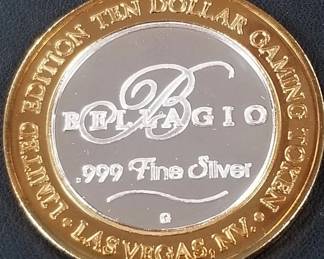 LIMITED EDITION TEN DOLLAR GAMING TOKEN
B
BELLAGIO
.999 Fine Silver
G
• LAS VEGAS, NV. •